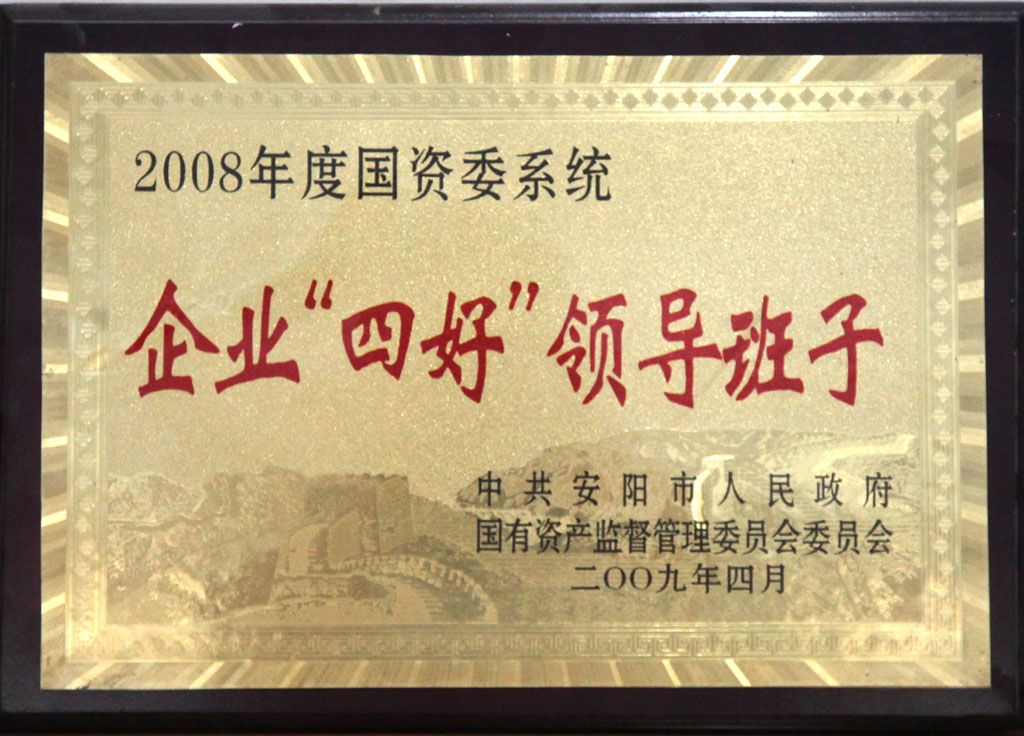 2008年度国资委系统
企业“四好”领导班子
中共安阳市人民政府
国有资产监督管理委员会委员会
二〇〇九年四月